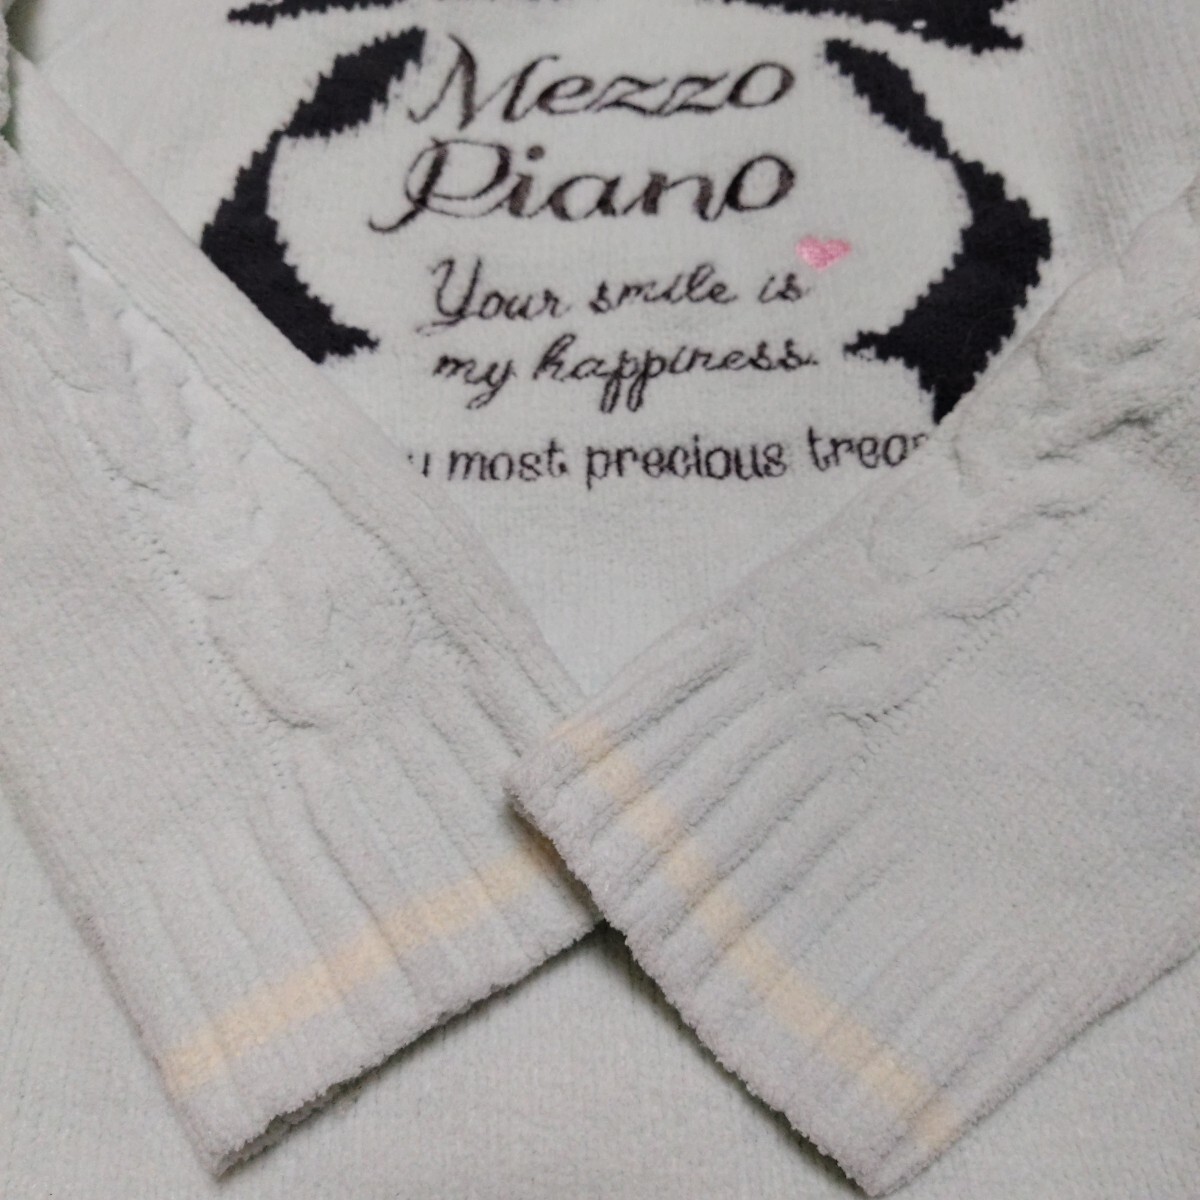 Mezzo
Piano
Your smile is
my happiness.
most precious